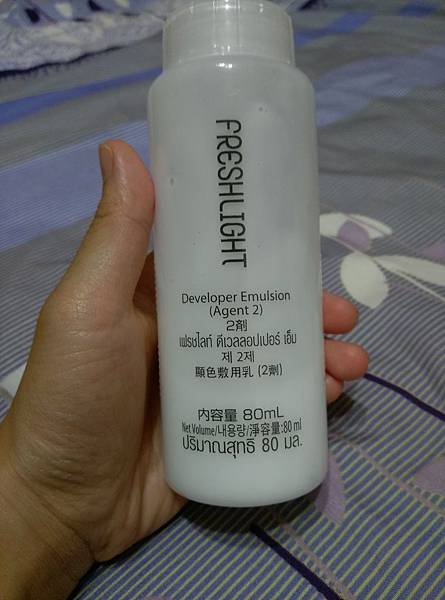 FRESHLIGHT
Developer Emulsion
(Agent 2)
2剤
เฟรชไลท์ ดีเวลลอปเปอร์ เอ็ม
제 2제
顯色敷用乳 (2劑)
内容量 80mL
Net Volume/내용량/淨容量:80 ml
ปริมาณสุทธิ 80 มล.